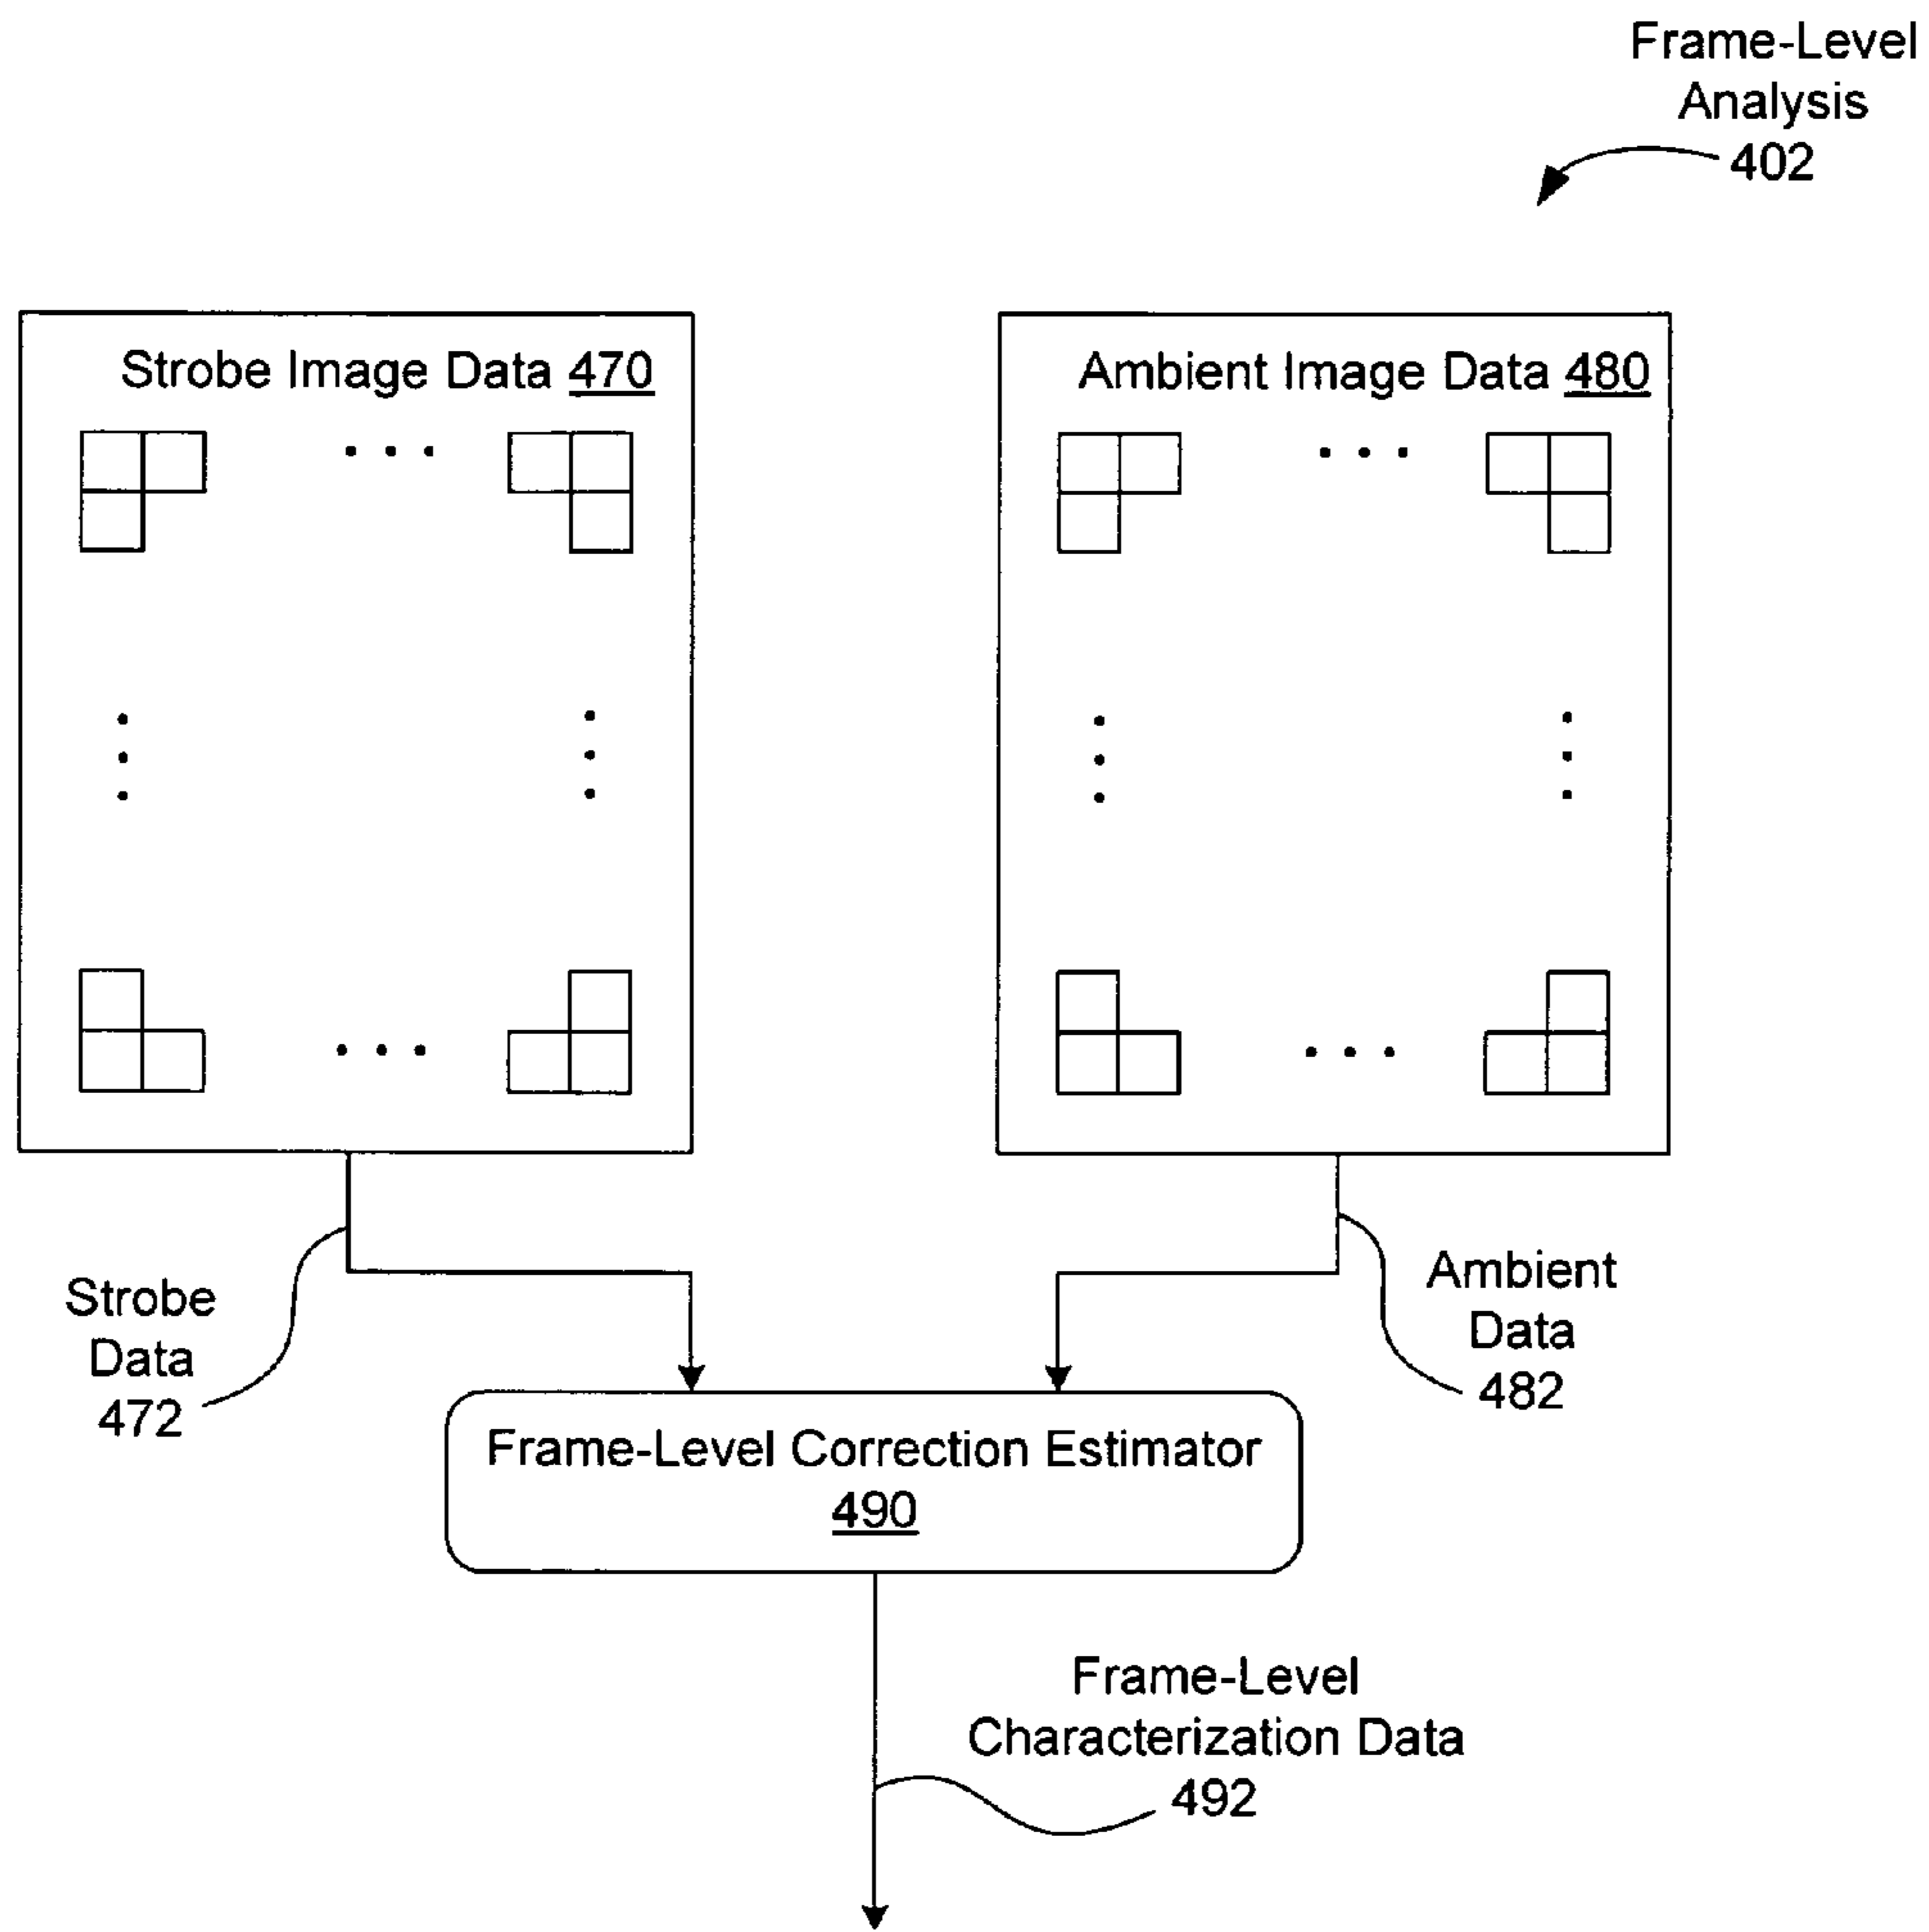 Frame-Level
Analysis
402
Strobe Image Data 470
Ambient Image Data 480
Strobe
Data
472
Ambient
Data
482
Frame-Level Correction Estimator
490
Frame-Level
Characterization Data
492